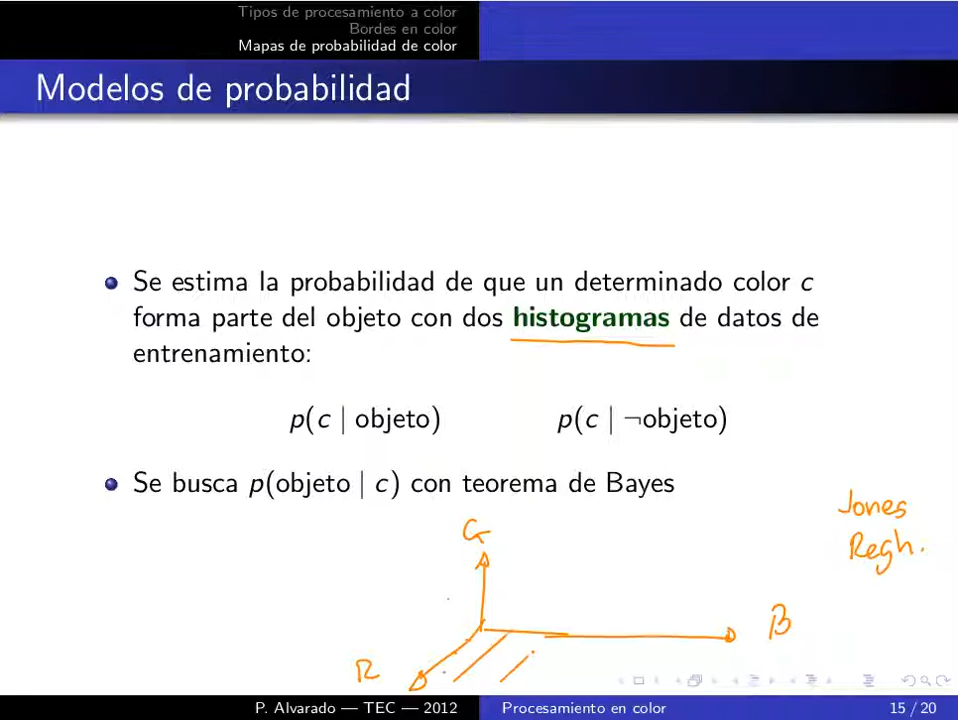 Tipos de procesamiento a color
Bordes en color
Mapas de probabilidad de color
Modelos de probabilidad
Se estima la probabilidad de que un determinado color c
forma parte del objeto con dos histogramas de datos de
entrenamiento:
p(c | objeto) p(c | ¬objeto)
Se busca p(objeto | c) con teorema de Bayes
Jones
Regh.
G
B
R
P. Alvarado — TEC — 2012 Procesamiento en color 15 / 20